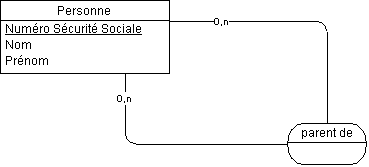 Personne
Numéro Sécurité Sociale
Nom
Prénom
0,n
0,n
parent de